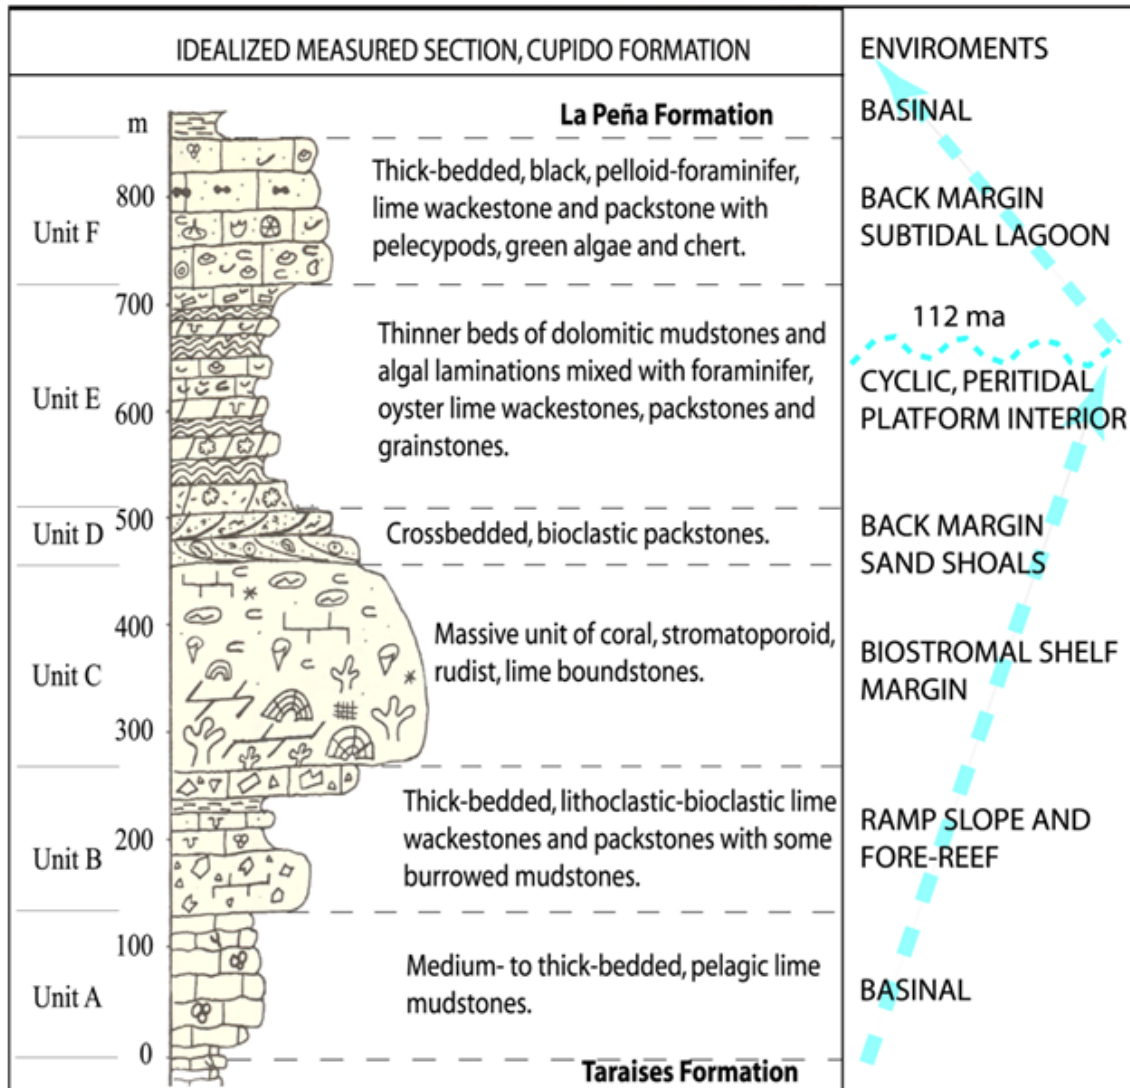 IDEALIZED MEASURED SECTION, CUPIDO FORMATION
ENVIROMENTS
m
La Peña Formation
BASINAL
Unit F
800
Thick-bedded, black, pelloid-foraminifer,
lime wackestone and packstone with
pelecypods, green algae and chert.
BACK MARGIN
SUBTIDAL LAGOON
700
112 ma
Unit E
600
Thinner beds of dolomitic mudstones and
algal laminations mixed with foraminifer,
oyster lime wackestones, packstones and
grainstones.
CYCLIC, PERITIDAL
PLATFORM INTERIOR
500
Unit D
Crossbedded, bioclastic packstones.
BACK MARGIN
SAND SHOALS
400
Unit C
300
Massive unit of coral, stromatoporoid,
rudist, lime boundstones.
BIOSTROMAL SHELF
MARGIN
200
Unit B
Thick-bedded, lithoclastic-bioclastic lime
wackestones and packstones with some
burrowed mudstones.
RAMP SLOPE AND
FORE-REEF
100
Unit A
Medium- to thick-bedded, pelagic lime
mudstones.
BASINAL
0
Taraises Formation